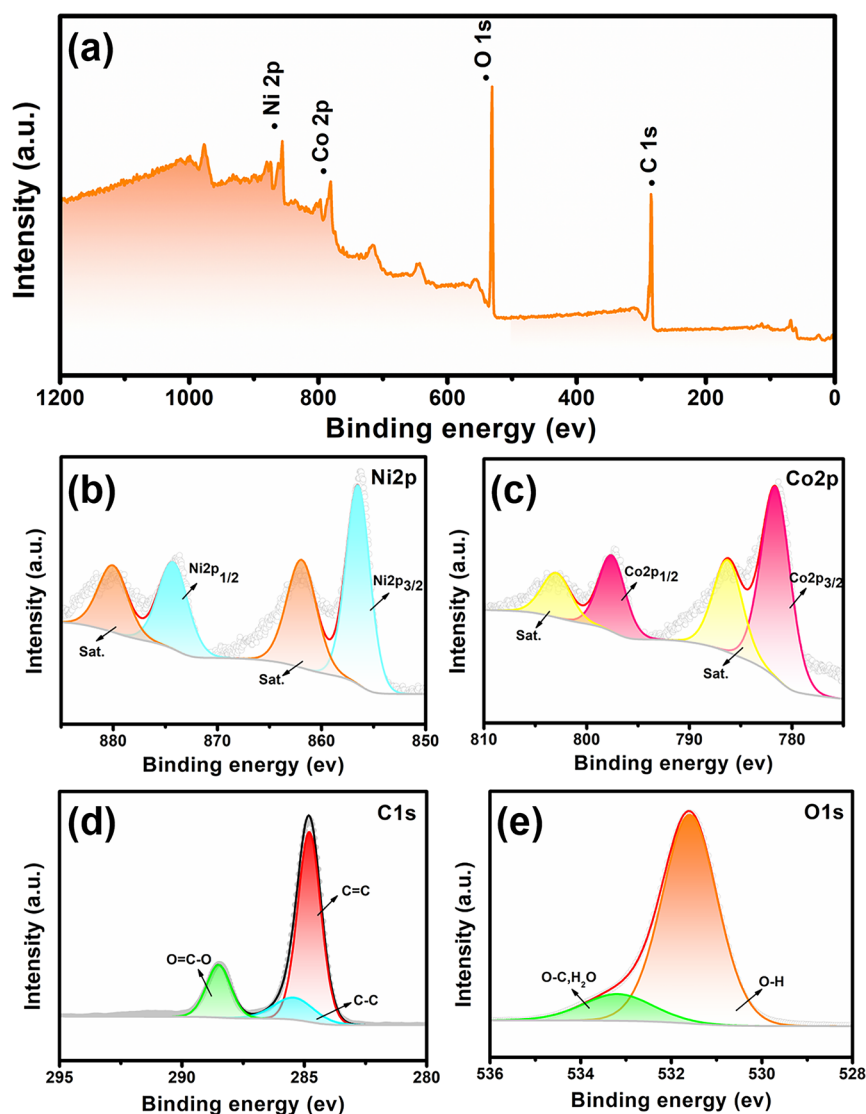 (a)
• Ni 2p
• Co 2p
• O 1s
• C 1s
Intensity (a.u.)
1200 1000 800 600 400 200 0
Binding energy (ev)
(b)
Ni2p
Ni2p1/2
Ni2p3/2
Sat.
Sat.
Intensity (a.u.)
880 870 860 850
Binding energy (ev)
(c)
Co2p
Co2p1/2
Co2p3/2
Sat.
Sat.
Intensity (a.u.)
810 800 790 780
Binding energy (ev)
(d)
C1s
C=C
O=C-O
C-C
Intensity (a.u.)
295 290 285 280
Binding energy (ev)
(e)
O1s
O-C,H2O
O-H
Intensity (a.u.)
536 534 532 530 528
Binding energy (ev)